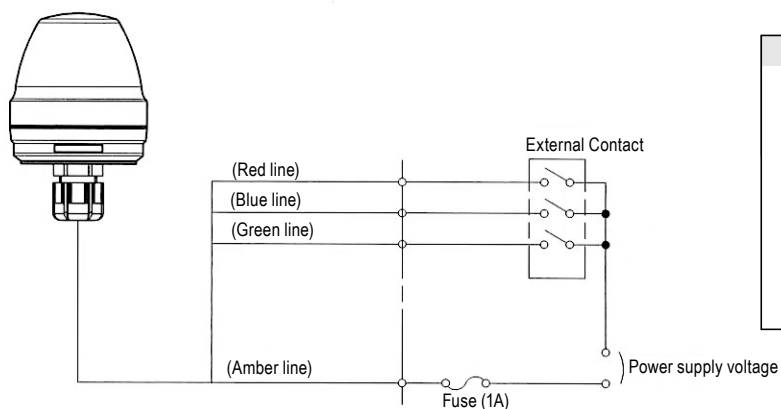 External Contact
(Red line)
(Blue line)
(Green line)
(Amber line)
Power supply voltage
Fuse (1A)